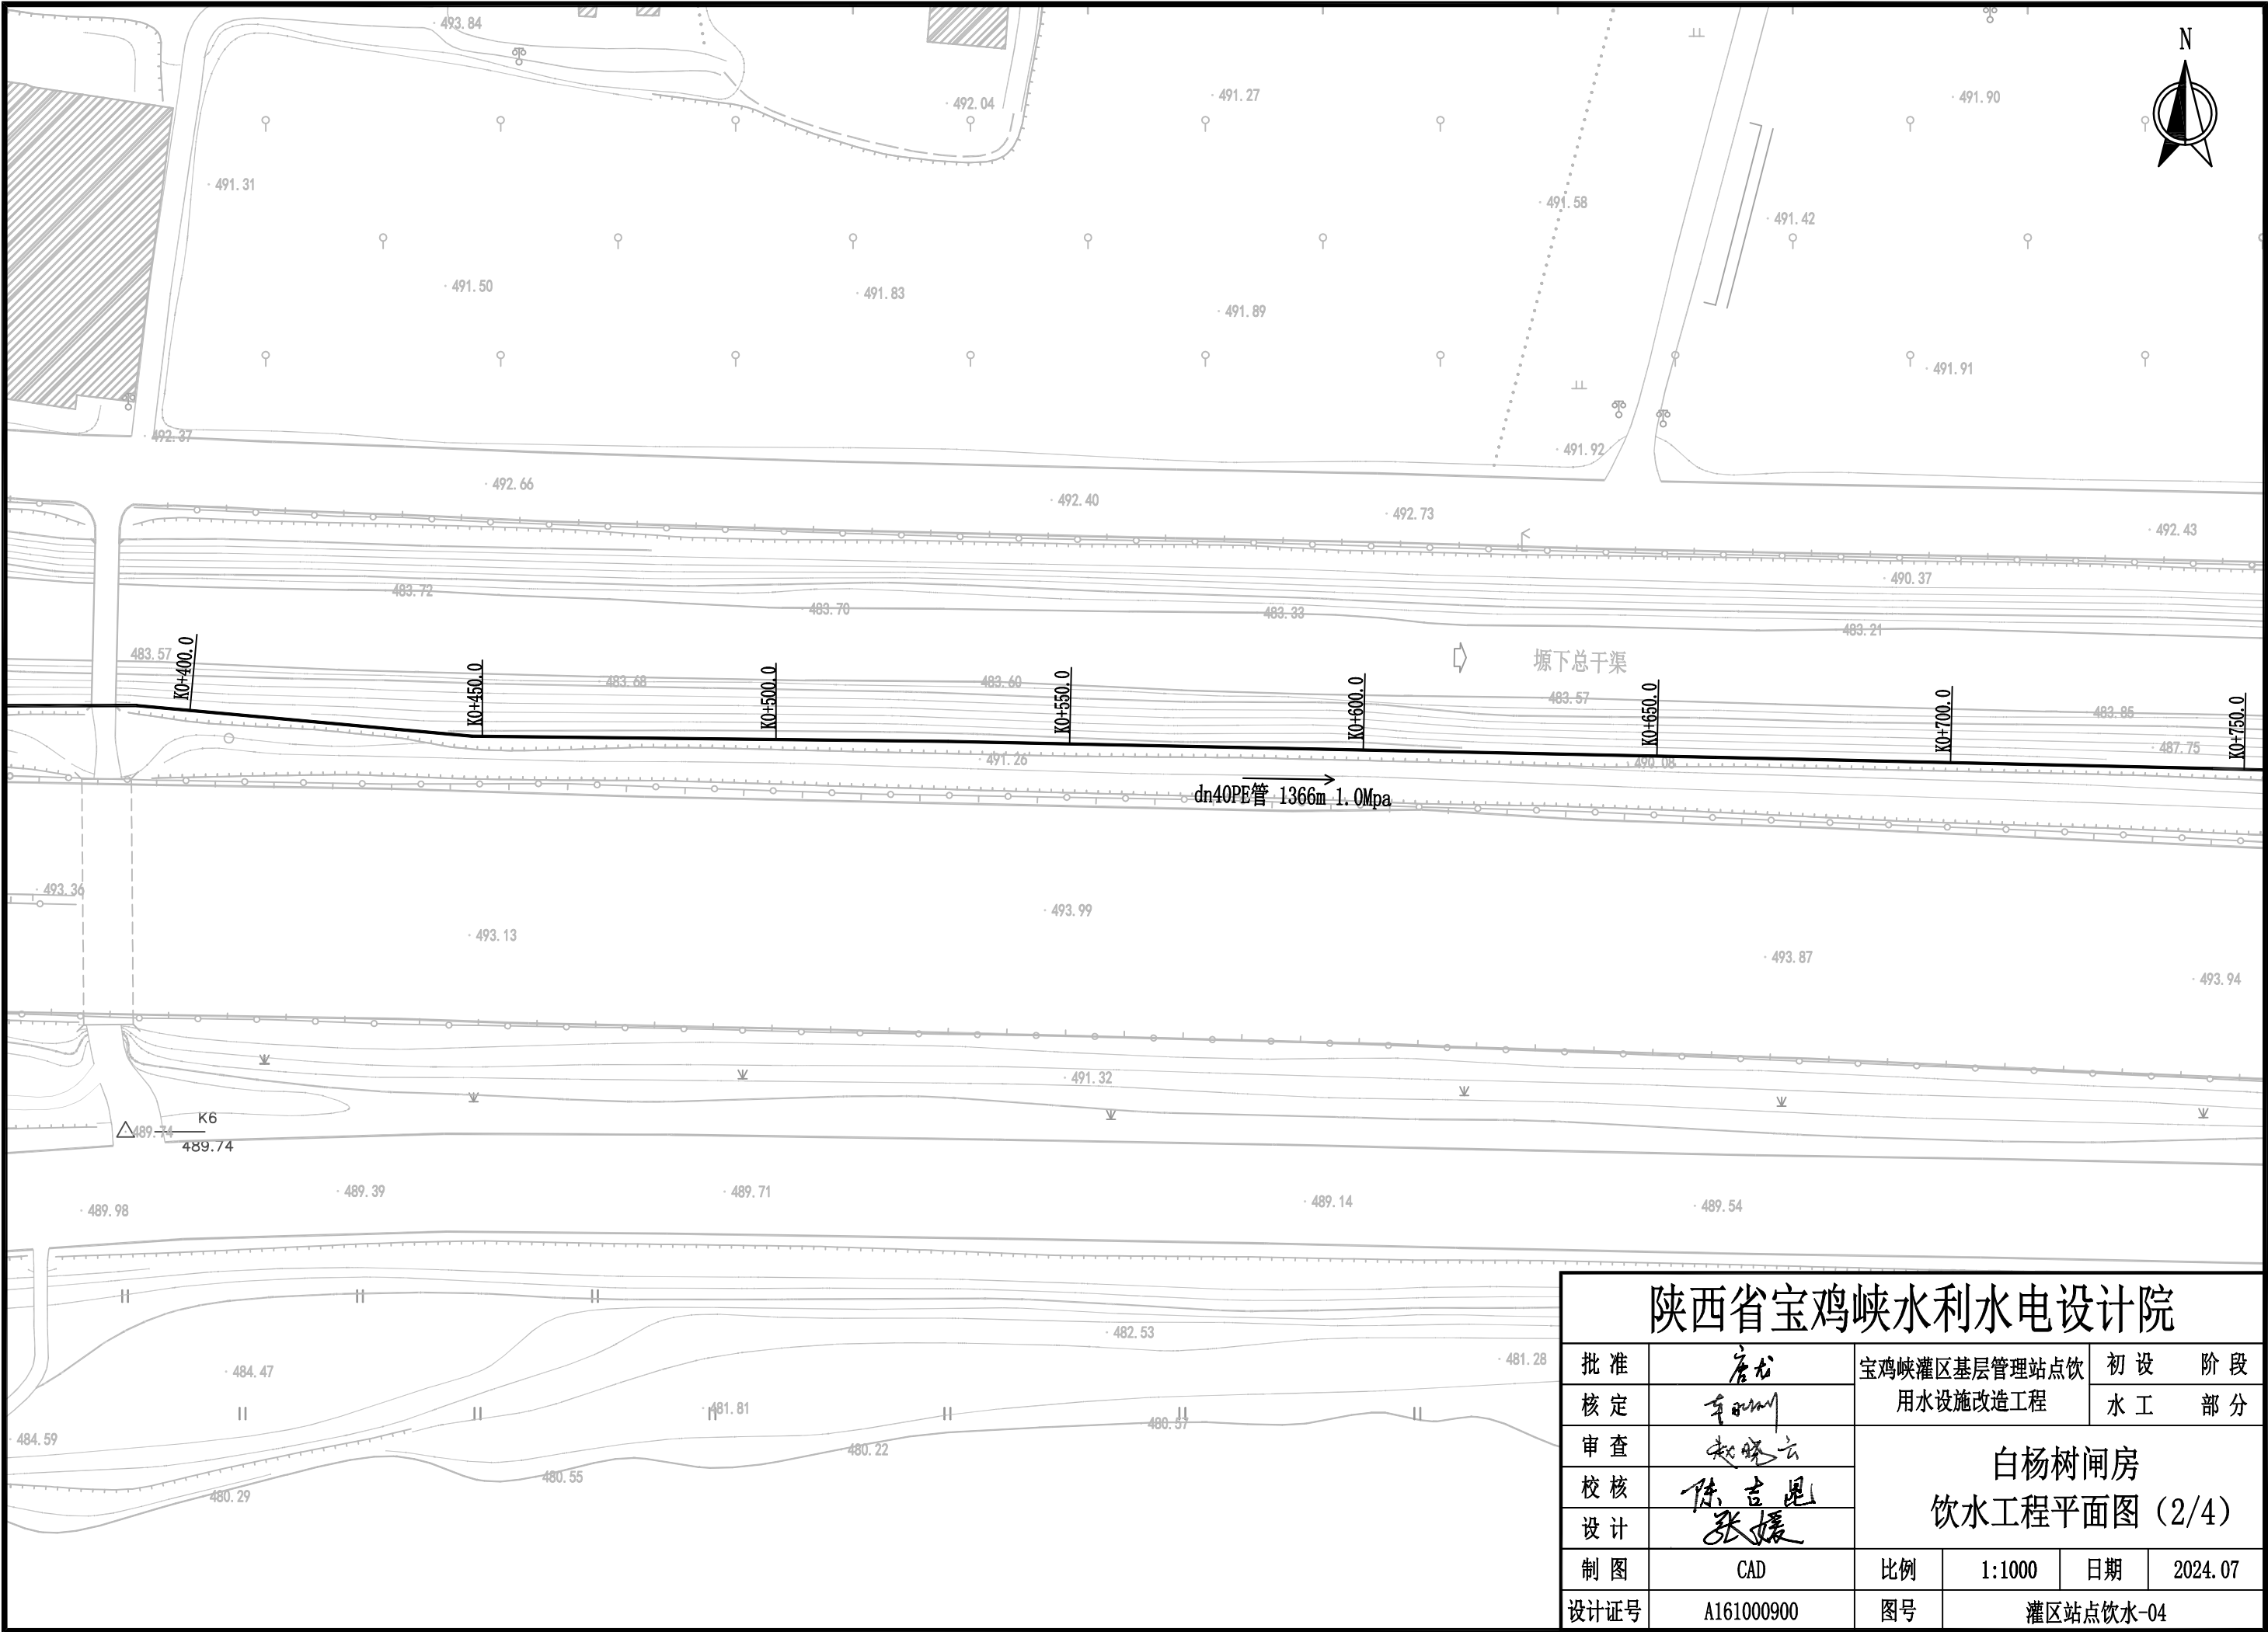 493.84
N
491.27
491.90
492.04
491.31
491.58
491.42
491.50
491.83
491.89
491.91
492.37
491.92
492.66
492.40
492.73
492.43
490.37
483.72
483.70
483.33
483.21
483.57
塬下总干渠
483.68
483.60
483.57
483.85
K0+400.0
K0+450.0
K0+500.0
K0+550.0
K0+600.0
K0+650.0
K0+700.0
K0+750.0
487.75
491.26
490.08
dn40PE管 1366m 1.0Mpa
493.36
493.99
493.13
493.87
493.94
491.32
K6
489.74
489.74
489.39
489.71
489.14
489.54
489.98
482.53
481.28
484.47
481.81
480.57
484.59
480.22
480.55
480.29
陕西省宝鸡峡水利水电设计院
批准
宝鸡峡灌区基层管理站点饮
用水设施改造工程
初设 阶段
核定
水工 部分
审查 赵晓云
白杨树闸房
饮水工程平面图（2/4）
校核 陈吉昆
设计 张媛
制图 CAD 比例 1:1000 日期 2024.07
设计证号 A161000900 图号 灌区站点饮水-04